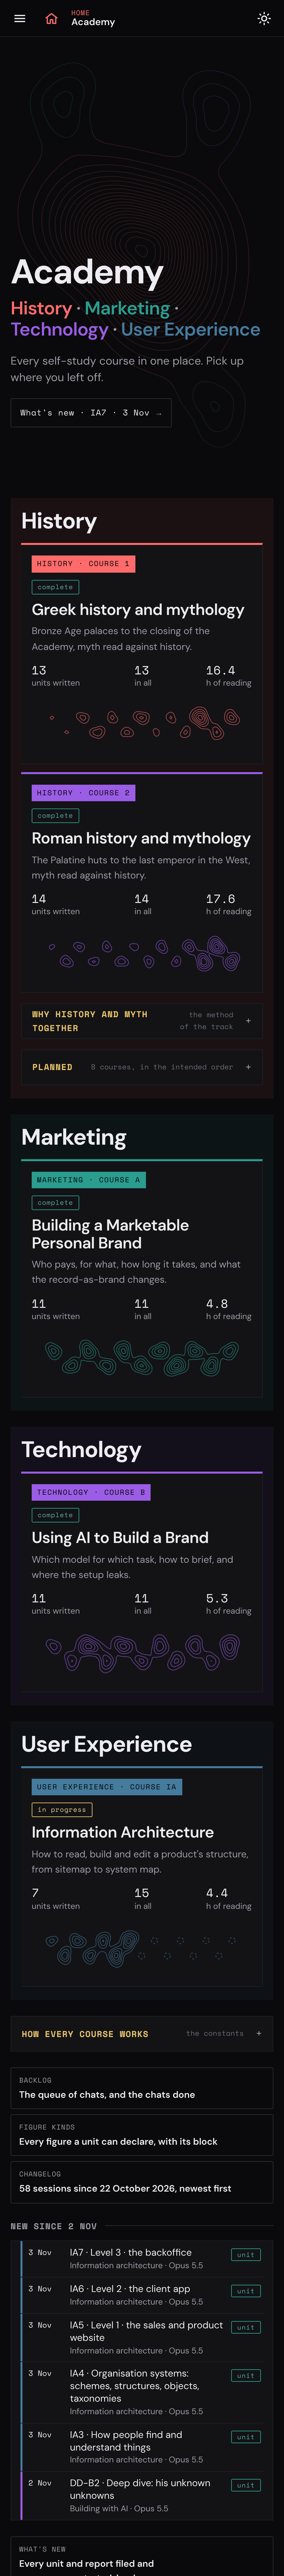 HOME
Academy
Academy
History · Marketing ·
Technology · User Experience
Every self-study course in one place. Pick up
where you left off.
What's new · IA7 · 3 Nov →
History
HISTORY · COURSE 1
complete
Greek history and mythology
Bronze Age palaces to the closing of the
Academy, myth read against history.
13 13 16.4
units written in all h of reading
HISTORY · COURSE 2
complete
Roman history and mythology
The Palatine huts to the last emperor in the West,
myth read against history.
14 14 17.6
units written in all h of reading
WHY HISTORY AND MYTH the method
TOGETHER of the track +
PLANNED 8 courses, in the intended order +
Marketing
MARKETING · COURSE A
complete
Building a Marketable
Personal Brand
Who pays, for what, how long it takes, and what
the record-as-brand changes.
11 11 4.8
units written in all h of reading
Technology
TECHNOLOGY · COURSE B
complete
Using AI to Build a Brand
Which model for which task, how to brief, and
where the setup leaks.
11 11 5.3
units written in all h of reading
User Experience
USER EXPERIENCE · COURSE IA
in progress
Information Architecture
How to read, build and edit a product's structure,
from sitemap to system map.
7 15 4.4
units written in all h of reading
HOW EVERY COURSE WORKS the constants +
BACKLOG
The queue of chats, and the chats done
FIGURE KINDS
Every figure a unit can declare, with its block
CHANGELOG
58 sessions since 22 October 2026, newest first
NEW SINCE 2 NOV
3 Nov IA7 · Level 3 · the backoffice unit
Information architecture · Opus 5.5
3 Nov IA6 · Level 2 · the client app unit
Information architecture · Opus 5.5
3 Nov IA5 · Level 1 · the sales and product unit
website
Information architecture · Opus 5.5
3 Nov IA4 · Organisation systems: unit
schemes, structures, objects,
taxonomies
Information architecture · Opus 5.5
3 Nov IA3 · How people find and unit
understand things
Information architecture · Opus 5.5
2 Nov DD-B2 · Deep dive: his unknown unit
unknowns
Building with AI · Opus 5.5
WHAT'S NEW
Every unit and report filed and